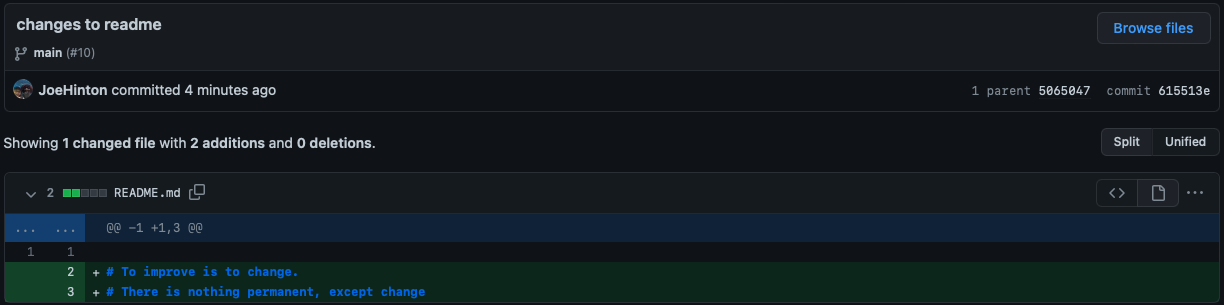 changes to readme
Browse files
main (#10)
JoeHinton committed 4 minutes ago
1 parent 5065047 commit 615513e
Showing 1 changed file with 2 additions and 0 deletions.
Split Unified
2 README.md
... ... @@ -1 +1,3 @@
1 1
2 + # To improve is to change.
3 + # There is nothing permanent, except change